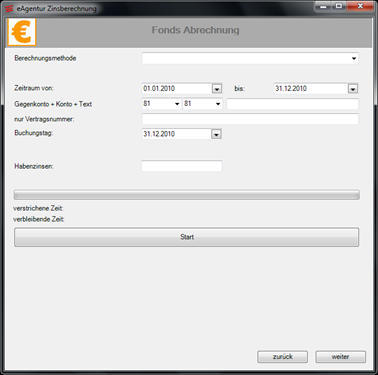 eAgentur Zinsberechnung
€ Fonds Abrechnung
Berechnungsmethode
Zeitraum von: 01.01.2010 bis: 31.12.2010
Gegenkonto + Konto + Text 81 81
nur Vertragsnummer:
Buchungstag: 31.12.2010
Habenzinsen:
verstrichene Zeit:
verbleibende Zeit:
Start
zurück weiter